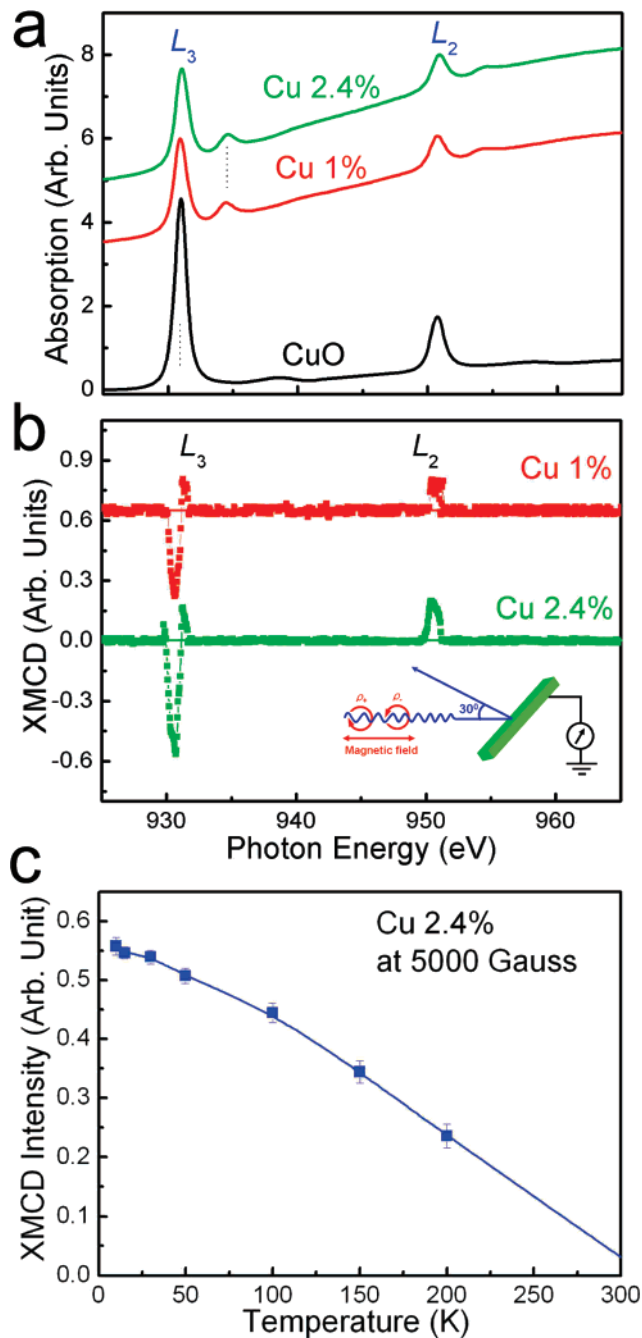 a
L3
L2
8
6
4
2
0
Absorption (Arb. Units)
Cu 2.4%
Cu 1%
CuO
b
L3
L2
0.9
0.6
0.3
0.0
-0.3
-0.6
XMCD (Arb. Units)
Cu 1%
Cu 2.4%
ρ+
ρ-
30⁰
Magnetic field
930
940
950
960
Photon Energy (eV)
c
0.6
0.5
0.4
0.3
0.2
0.1
0.0
XMCD Intensity (Arb. Unit)
Cu 2.4%
at 5000 Gauss
0
50
100
150
200
250
300
Temperature (K)